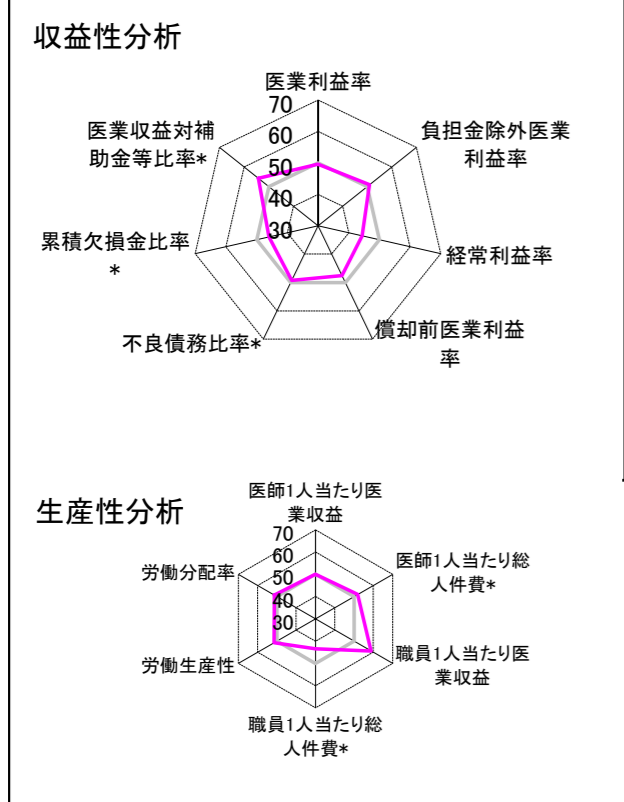 収益性分析
医業利益率
70
60
50
40
30
負担金除外医業
利益率
経常利益率
償却前医業利益
率
不良債務比率*
累積欠損金比率
*
医業収益対補
助金等比率*
生産性分析
医師1人当たり医
業収益
70
60
50
40
30
医師1人当たり総
人件費*
職員1人当たり医
業収益
職員1人当たり総
人件費*
労働生産性
労働分配率